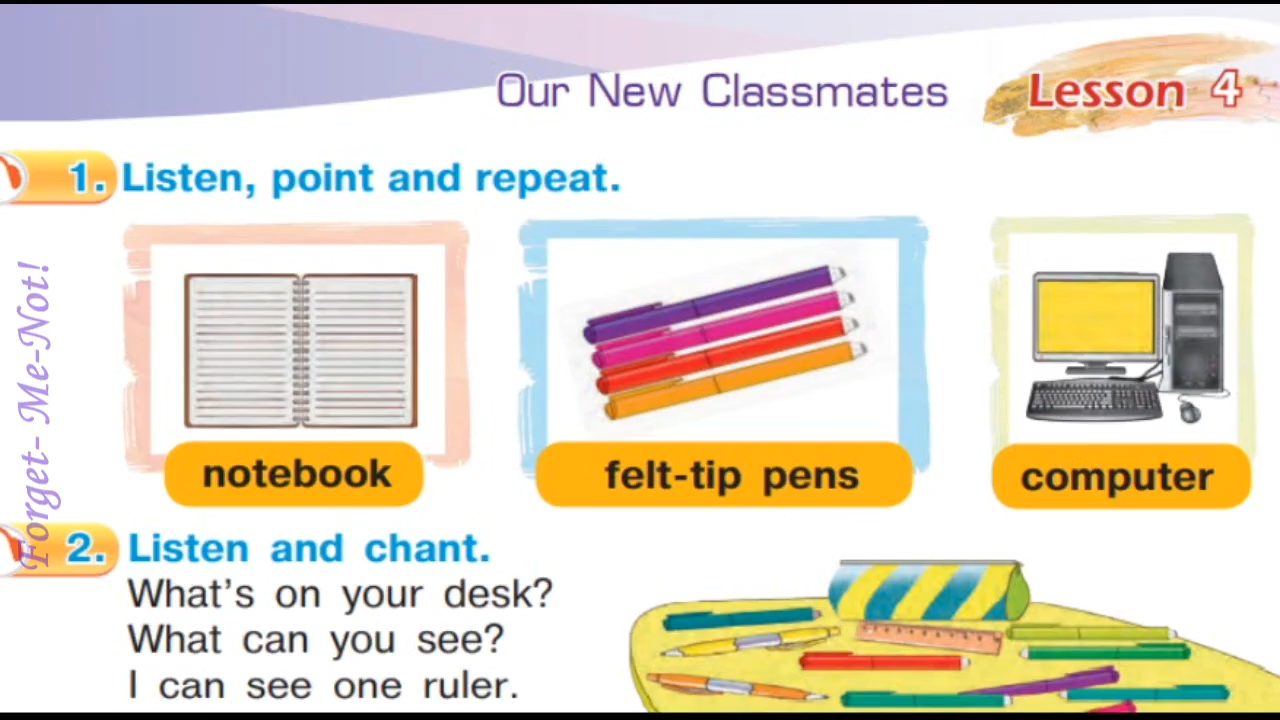 Our New Classmates Lesson 4
1. Listen, point and repeat.
Forget- Me-Not!
notebook felt-tip pens computer
2. Listen and chant.
What's on your desk?
What can you see?
I can see one ruler.